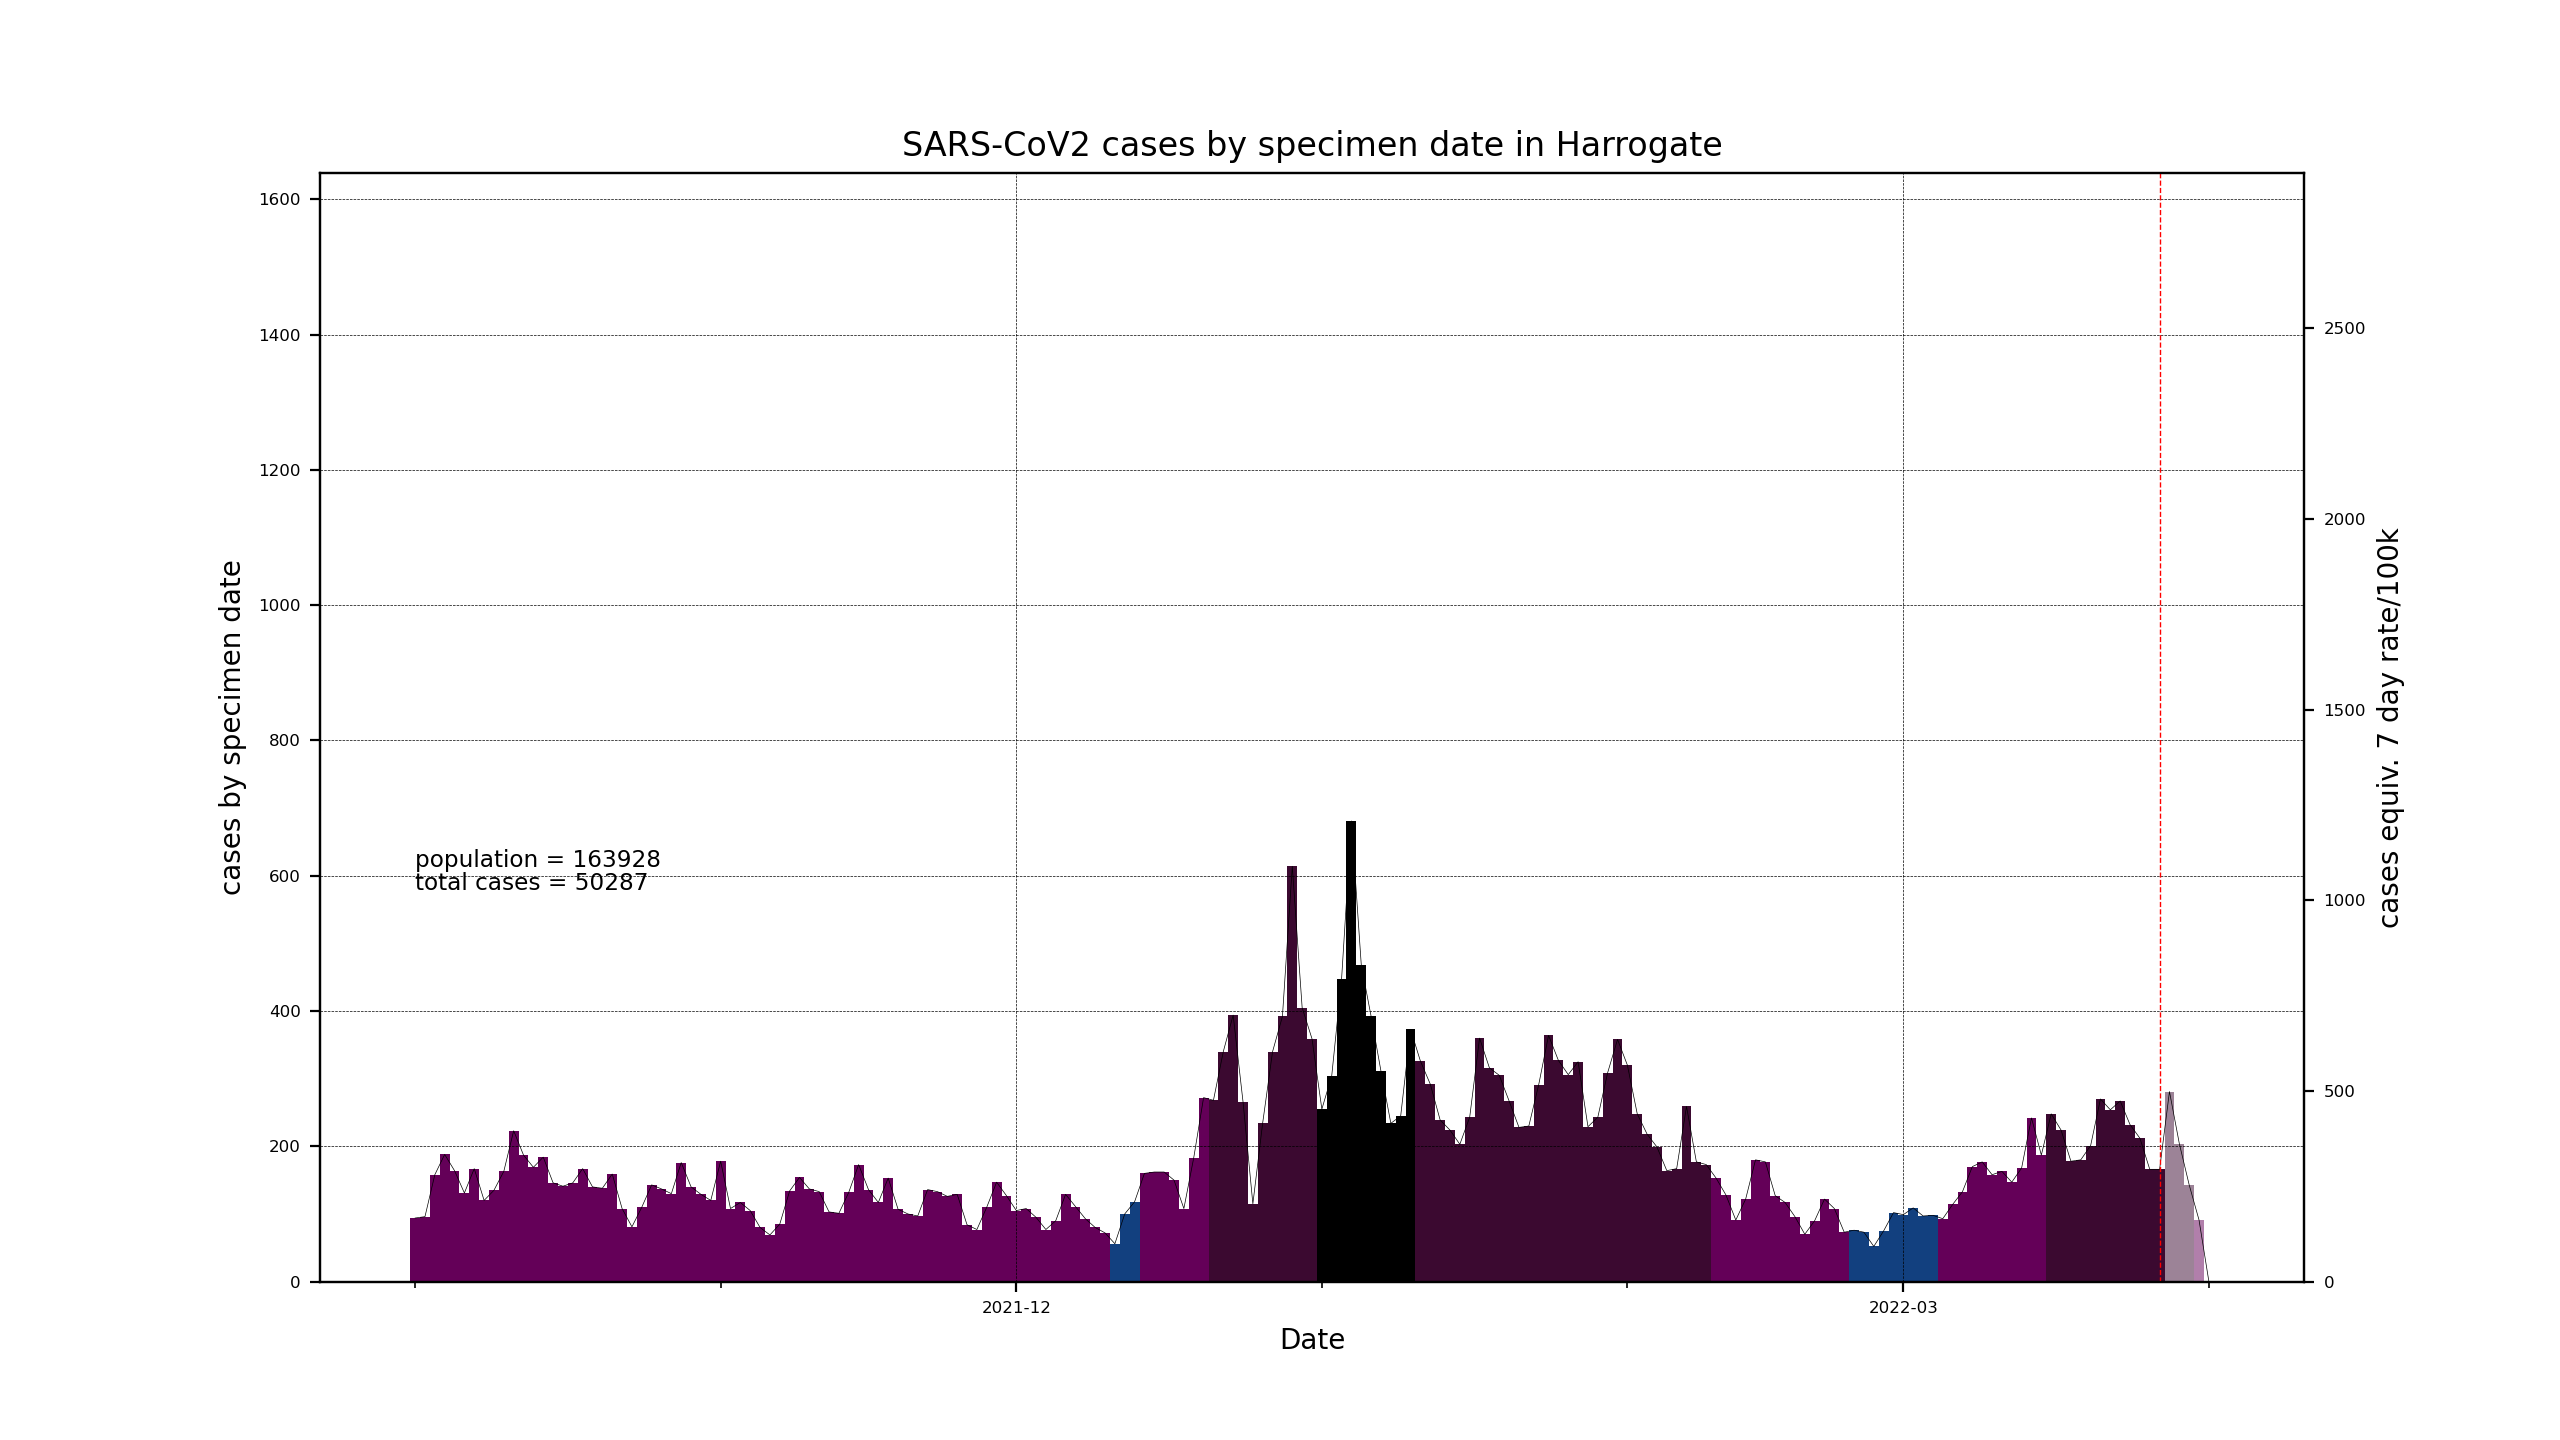 SARS-CoV2 cases by specimen date in Harrogate
1600
1400
1200
1000
800
600
400
200
0
cases by specimen date
population = 163928
total cases = 50287
2500
2000
1500
1000
500
0
cases equiv. 7 day rate/100k
2021-12
2022-03
Date